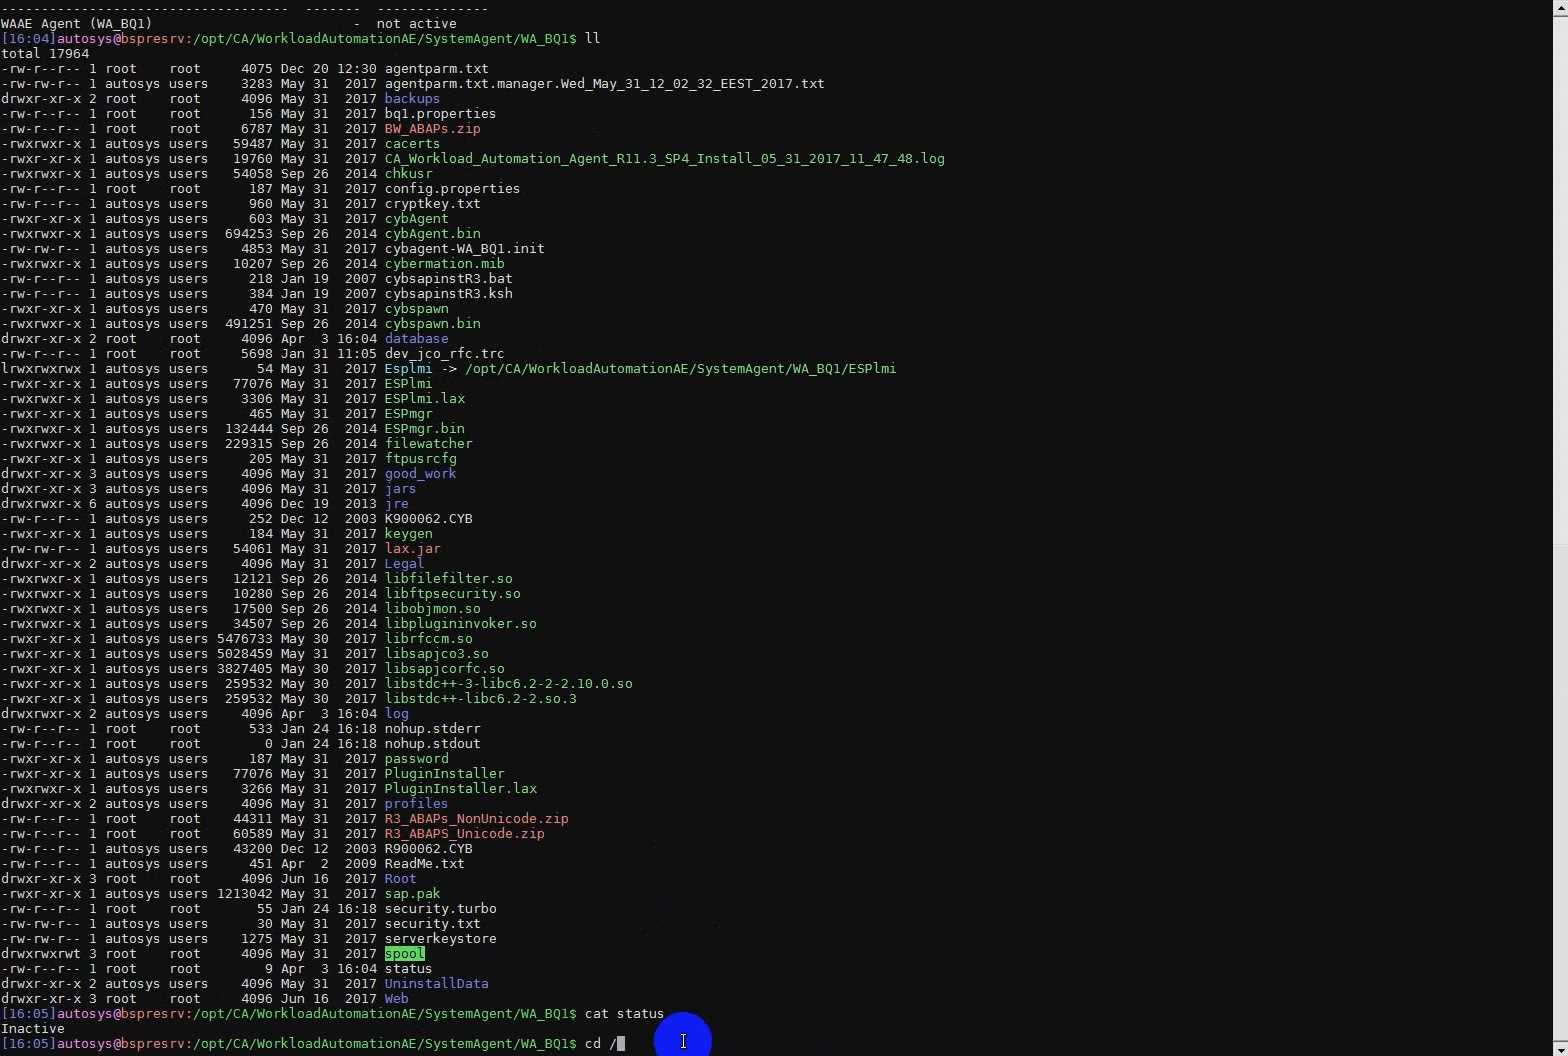 ------------------------------------  -------  --------------
WAAE Agent (WA_BQ1)                         -  not active
[16:04]autosys@bspresrv:/opt/CA/WorkloadAutomationAE/SystemAgent/WA_BQ1$ ll
total 17964
-rw-r--r-- 1 root    root     4075 Dec 20 12:30 agentparm.txt
-rw-rw-r-- 1 autosys users    3283 May 31  2017 agentparm.txt.manager.Wed_May_31_12_02_32_EEST_2017.txt
drwxr-xr-x 2 root    root     4096 May 31  2017 backups
-rw-r--r-- 1 root    root      156 May 31  2017 bq1.properties
-rw-r--r-- 1 root    root     6787 May 31  2017 BW_ABAPs.zip
-rwxrwxr-x 1 autosys users   59487 May 31  2017 cacerts
-rwxr-xr-x 1 autosys users   19760 May 31  2017 CA_Workload_Automation_Agent_R11.3_SP4_Install_05_31_2017_11_47_48.log
-rwxrwxr-x 1 autosys users   54058 Sep 26  2014 chkusr
-rw-r--r-- 1 root    root      187 May 31  2017 config.properties
-rw-r--r-- 1 autosys users     960 May 31  2017 cryptkey.txt
-rwxr-xr-x 1 autosys users     603 May 31  2017 cybAgent
-rwxrwxr-x 1 autosys users  694253 Sep 26  2014 cybAgent.bin
-rw-rw-r-- 1 autosys users    4853 May 31  2017 cybagent-WA_BQ1.init
-rwxrwxr-x 1 autosys users   10207 Sep 26  2014 cybermation.mib
-rw-r--r-- 1 autosys users     218 Jan 19  2007 cybsapinstR3.bat
-rw-r--r-- 1 autosys users     384 Jan 19  2007 cybsapinstR3.ksh
-rwxr-xr-x 1 autosys users     470 May 31  2017 cybspawn
-rwxrwxr-x 1 autosys users  491251 Sep 26  2014 cybspawn.bin
drwxr-xr-x 2 root    root     4096 Apr  3 16:04 database
-rw-r--r-- 1 root    root     5698 Jan 31 11:05 dev_jco_rfc.trc
lrwxrwxrwx 1 autosys users      54 May 31  2017 Esplmi -> /opt/CA/WorkloadAutomationAE/SystemAgent/WA_BQ1/ESPlmi
-rwxr-xr-x 1 autosys users   77076 May 31  2017 ESPlmi
-rwxrwxr-x 1 autosys users    3306 May 31  2017 ESPlmi.lax
-rwxr-xr-x 1 autosys users     465 May 31  2017 ESPmgr
-rwxrwxr-x 1 autosys users  132444 Sep 26  2014 ESPmgr.bin
-rwxrwxr-x 1 autosys users  229315 Sep 26  2014 filewatcher
-rwxr-xr-x 1 autosys users     205 May 31  2017 ftpusrcfg
drwxr-xr-x 3 autosys users    4096 May 31  2017 good_work
drwxr-xr-x 3 autosys users    4096 May 31  2017 jars
drwxrwxr-x 6 autosys users    4096 Dec 19  2013 jre
-rw-r--r-- 1 autosys users     252 Dec 12  2003 K900062.CYB
-rwxr-xr-x 1 autosys users     184 May 31  2017 keygen
-rw-rw-r-- 1 autosys users   54061 May 31  2017 lax.jar
drwxr-xr-x 2 autosys users    4096 May 31  2017 Legal
-rwxrwxr-x 1 autosys users   12121 Sep 26  2014 libfilefilter.so
-rwxrwxr-x 1 autosys users   10280 Sep 26  2014 libftpsecurity.so
-rwxrwxr-x 1 autosys users   17500 Sep 26  2014 libobjmon.so
-rwxrwxr-x 1 autosys users   34507 Sep 26  2014 libplugininvoker.so
-rwxr-xr-x 1 autosys users 5476733 May 30  2017 librfccm.so
-rwxrwxr-x 1 autosys users 5028459 May 31  2017 libsapjco3.so
-rwxr-xr-x 1 autosys users 3827405 May 30  2017 libsapjcorfc.so
-rwxr-xr-x 1 autosys users  259532 May 30  2017 libstdc++-3-libc6.2-2-2.10.0.so
-rwxr-xr-x 1 autosys users  259532 May 30  2017 libstdc++-libc6.2-2.so.3
drwxrwxr-x 2 autosys users    4096 Apr  3 16:04 log
-rw-r--r-- 1 root    root      533 Jan 24 16:18 nohup.stderr
-rw-r--r-- 1 root    root        0 Jan 24 16:18 nohup.stdout
-rwxr-xr-x 1 autosys users     187 May 31  2017 password
-rwxr-xr-x 1 autosys users   77076 May 31  2017 PluginInstaller
-rwxrwxr-x 1 autosys users    3266 May 31  2017 PluginInstaller.lax
drwxr-xr-x 2 autosys users    4096 May 31  2017 profiles
-rw-r--r-- 1 root    root    44311 May 31  2017 R3_ABAPs_NonUnicode.zip
-rw-r--r-- 1 root    root    60589 May 31  2017 R3_ABAPS_Unicode.zip
-rw-r--r-- 1 autosys users   43200 Dec 12  2003 R900062.CYB
-rw-r--r-- 1 autosys users     451 Apr  2  2009 ReadMe.txt
drwxr-xr-x 3 root    root     4096 Jun 16  2017 Root
-rwxr-xr-x 1 autosys users 1213042 May 31  2017 sap.pak
-rw-r--r-- 1 root    root       55 Jan 24 16:18 security.turbo
-rw-r--r-- 1 autosys users      30 May 31  2017 security.txt
-rw-rw-r-- 1 autosys users    1275 May 31  2017 serverkeystore
drwxrwxrwt 3 root    root     4096 May 31  2017 spool
-rw-r--r-- 1 root    root        9 Apr  3 16:04 status
drwxrwxr-x 2 autosys users    4096 May 31  2017 UninstallData
drwxr-xr-x 3 root    root     4096 Jun 16  2017 Web
[16:05]autosys@bspresrv:/opt/CA/WorkloadAutomationAE/SystemAgent/WA_BQ1$ cat status
Inactive
[16:05]autosys@bspresrv:/opt/CA/WorkloadAutomationAE/SystemAgent/WA_BQ1$ cd /